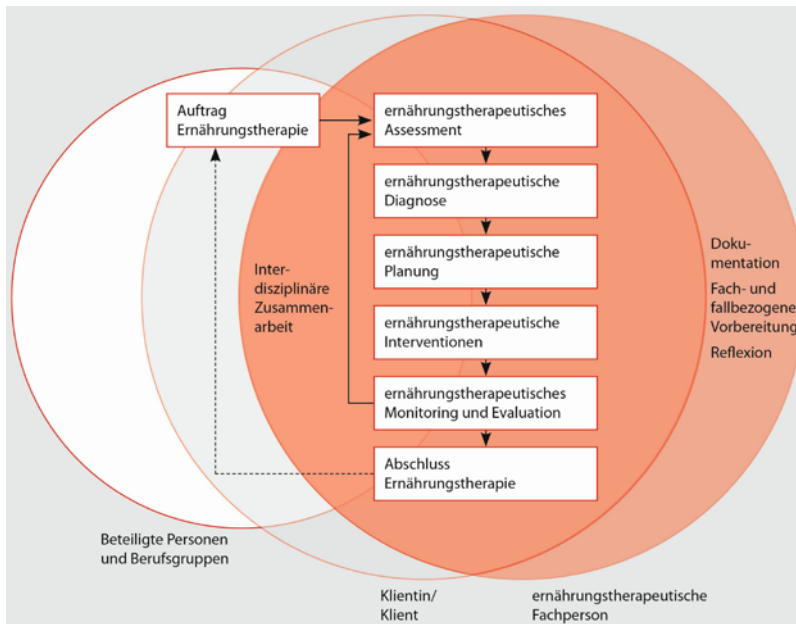 Auftrag
Ernährungstherapie
ernährungstherapeutisches
Assessment
ernährungstherapeutische
Diagnose
ernährungstherapeutische
Planung
ernährungstherapeutische
Interventionen
ernährungstherapeutisches
Monitoring und Evaluation
Abschluss
Ernährungstherapie
Inter-
disziplinäre
Zusammen-
arbeit
Doku-
mentation
Fach- und
fallbezogene
Vorbereitung
Reflexion
Beteiligte Personen
und Berufsgruppen
Klientin/
Klient
ernährungstherapeutische
Fachperson